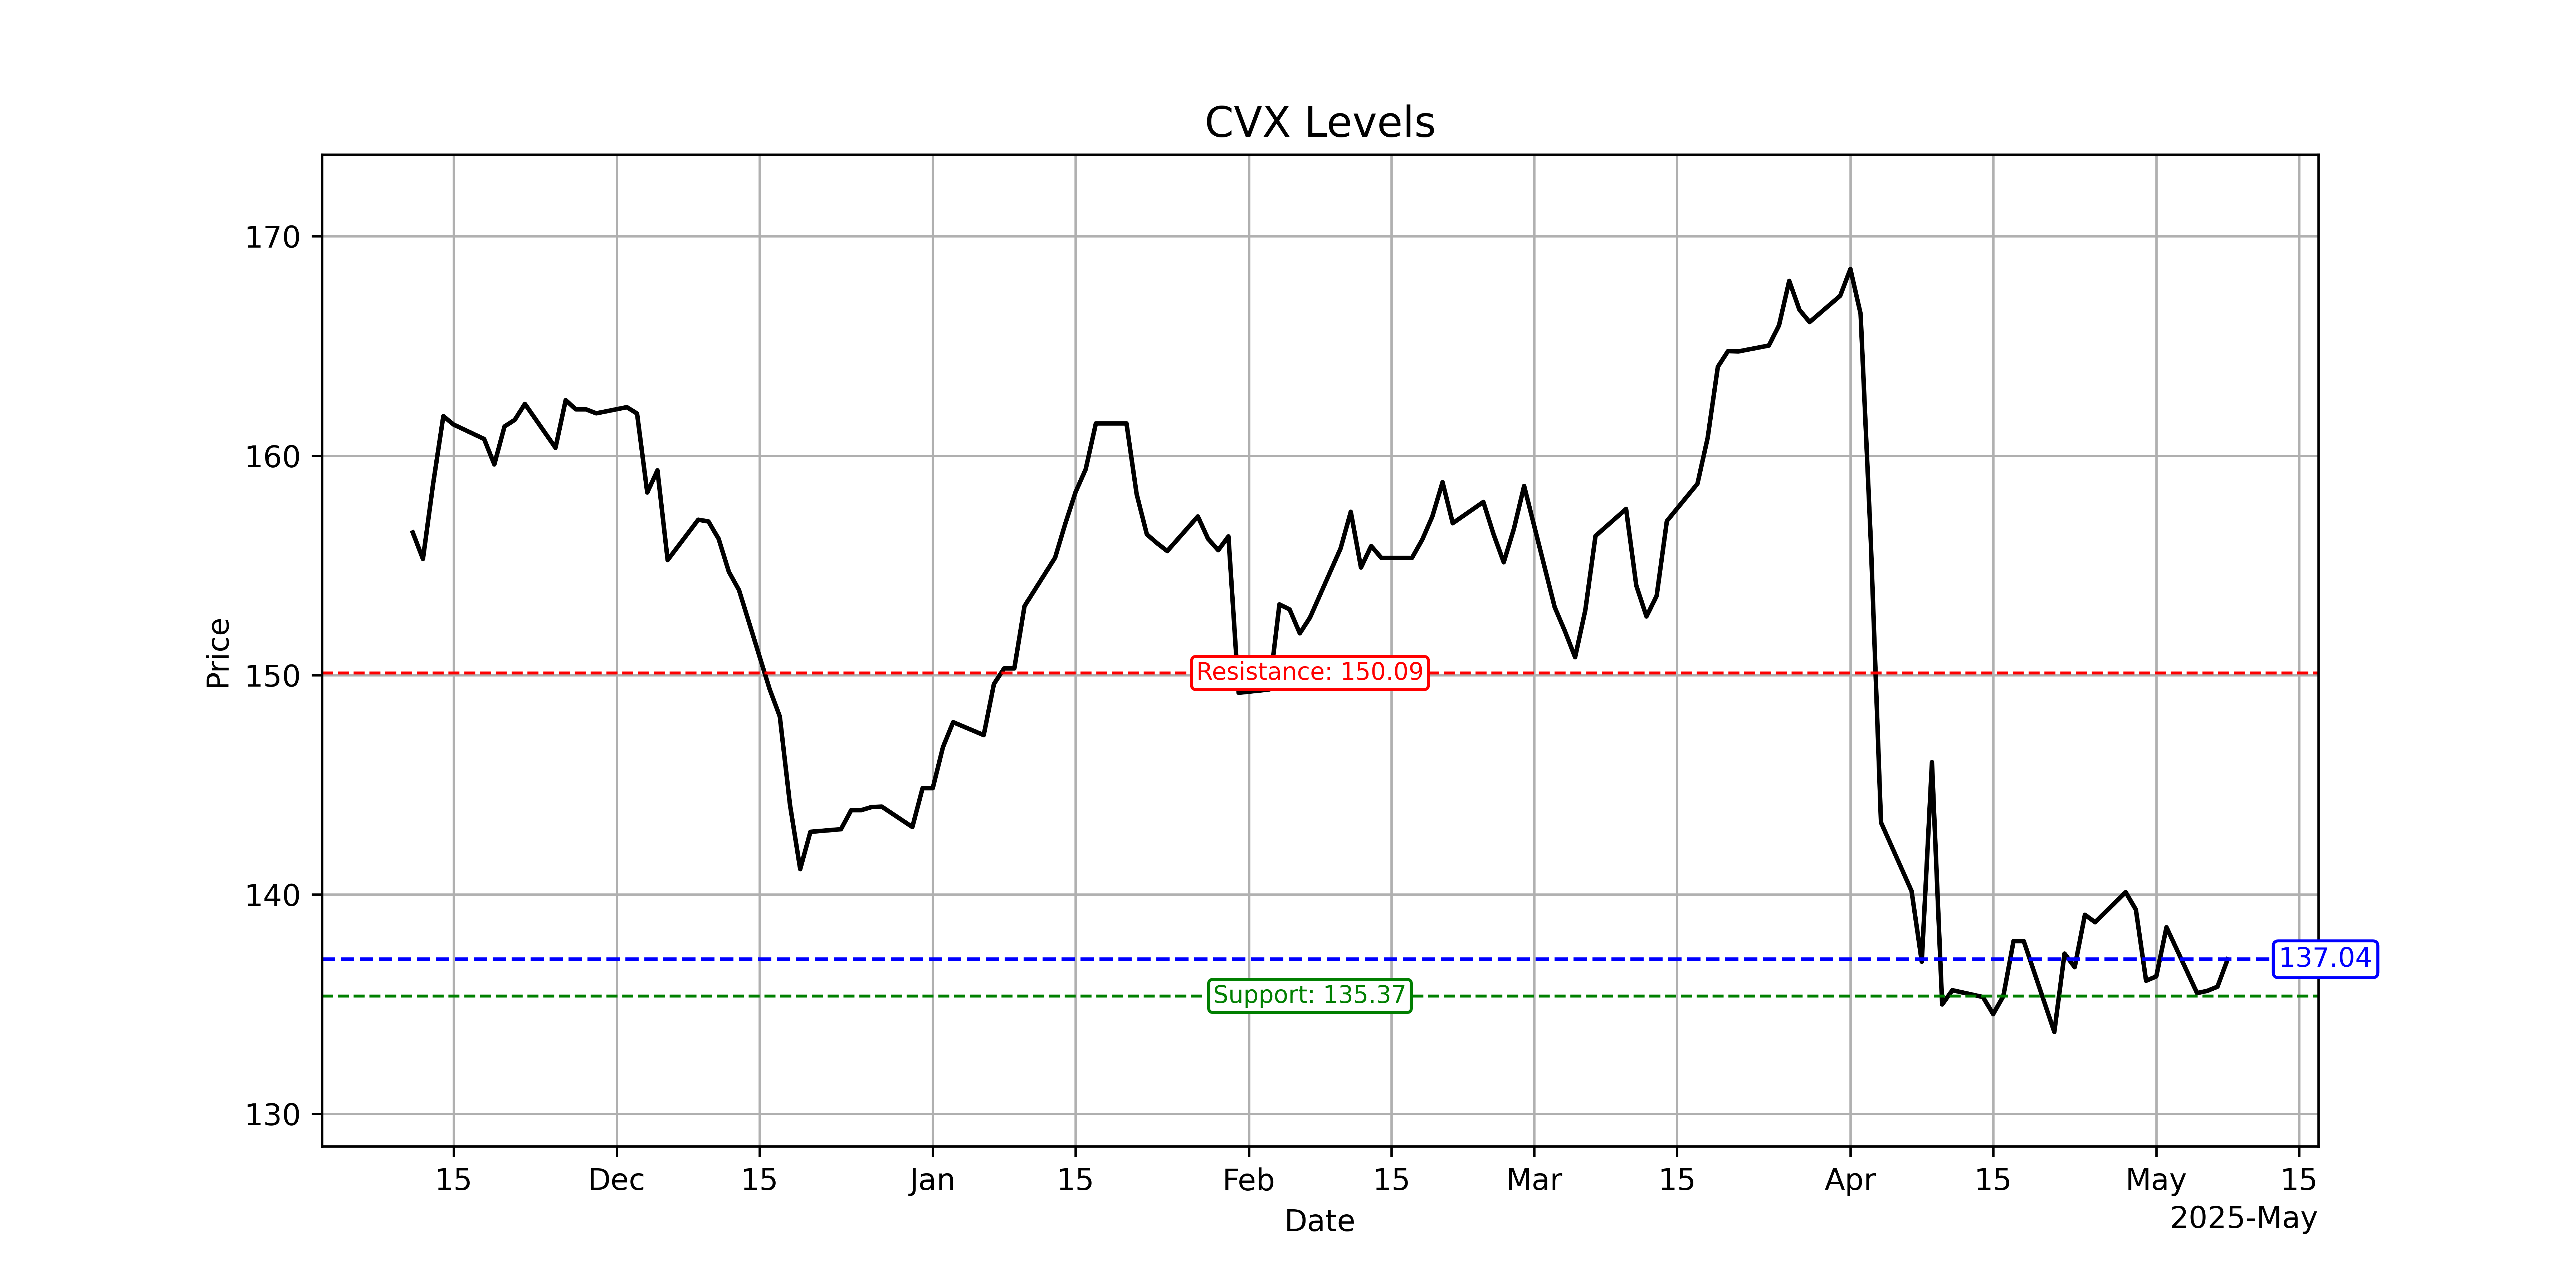 CVX Levels
170
160
150
140
130
Price
Resistance: 150.09
137.04
Support: 135.37
15 Dec 15 Jan 15 Feb 15 Mar 15 Apr 15 May 15
Date
2025-May